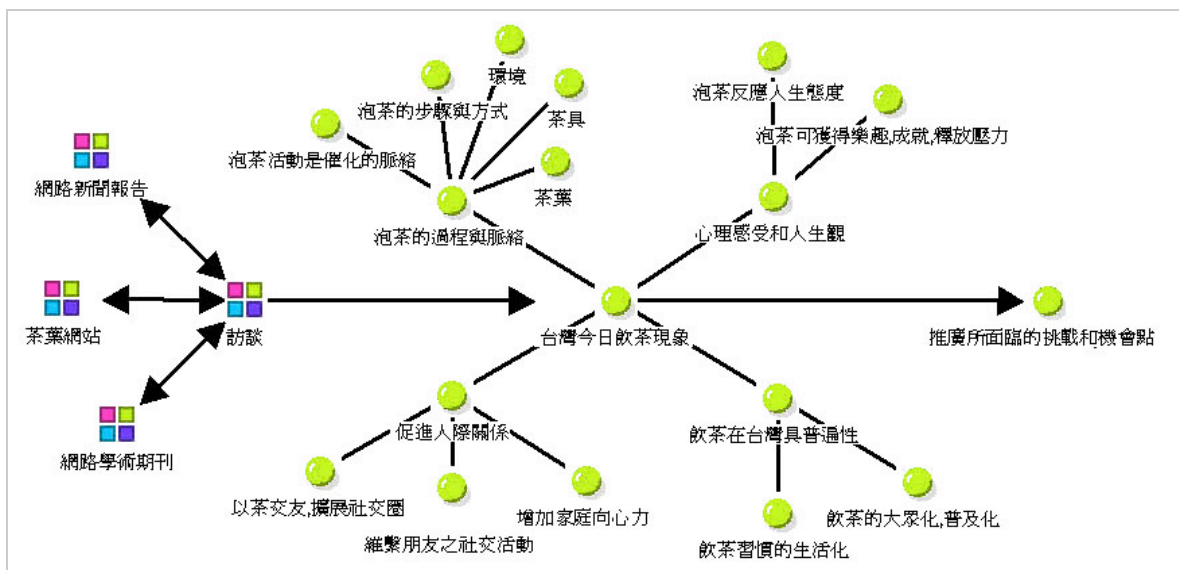 環境
泡茶反應人生態度
泡茶的步驟與方式
茶具
泡茶可獲得樂趣,成就,釋放壓力
泡茶活動是催化的脈絡
網路新聞報告
茶葉
泡茶的過程與脈絡
心理感受和人生觀
茶葉網站
訪談
台灣今日飲茶現象
推廣所面臨的挑戰和機會點
促進人際關係
飲茶在台灣具普遍性
網路學術期刊
以茶交友,擴展社交圈
增加家庭向心力
飲茶的大眾化,普及化
維繫朋友之社交活動
飲茶習慣的生活化